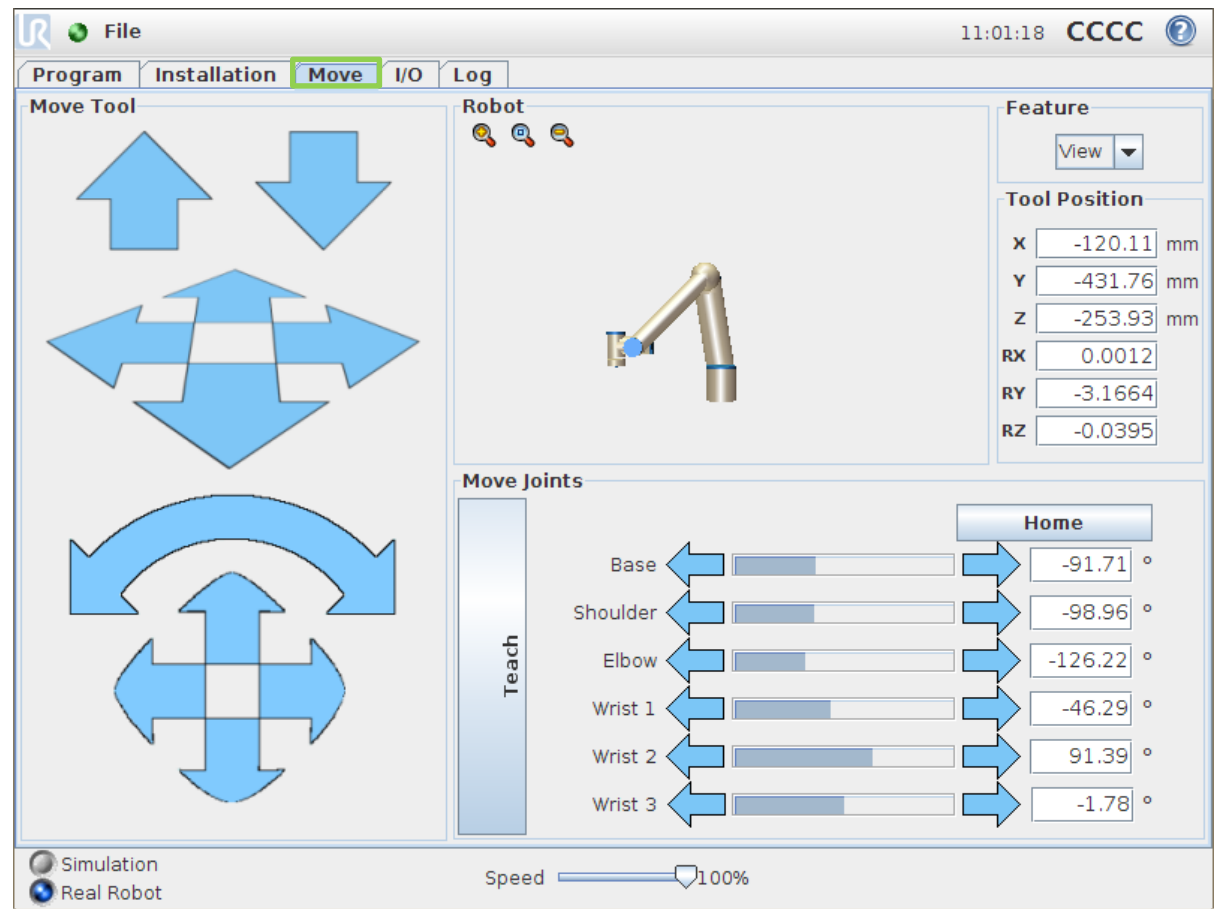 UR File 11:01:18 CCCC ?
Program Installation Move I/O Log
Move Tool
Robot
Feature
View
Tool Position
X -120.11 mm
Y -431.76 mm
Z -253.93 mm
RX 0.0012
RY -3.1664
RZ -0.0395
Move Joints
Teach
Home
Base -91.71 °
Shoulder -98.96 °
Elbow -126.22 °
Wrist 1 -46.29 °
Wrist 2 91.39 °
Wrist 3 -1.78 °
Simulation
Real Robot
Speed 100%